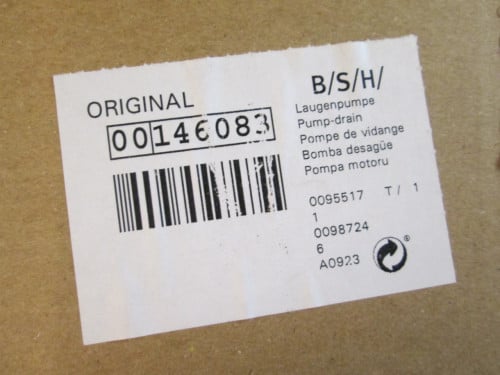 ORIGINAL
00146083
B/S/H/
Laugenpumpe
Pump-drain
Pompe de vidange
Bomba desagüe
Pompa motoru
0095517 T/ 1
1
0098724
6
A0923